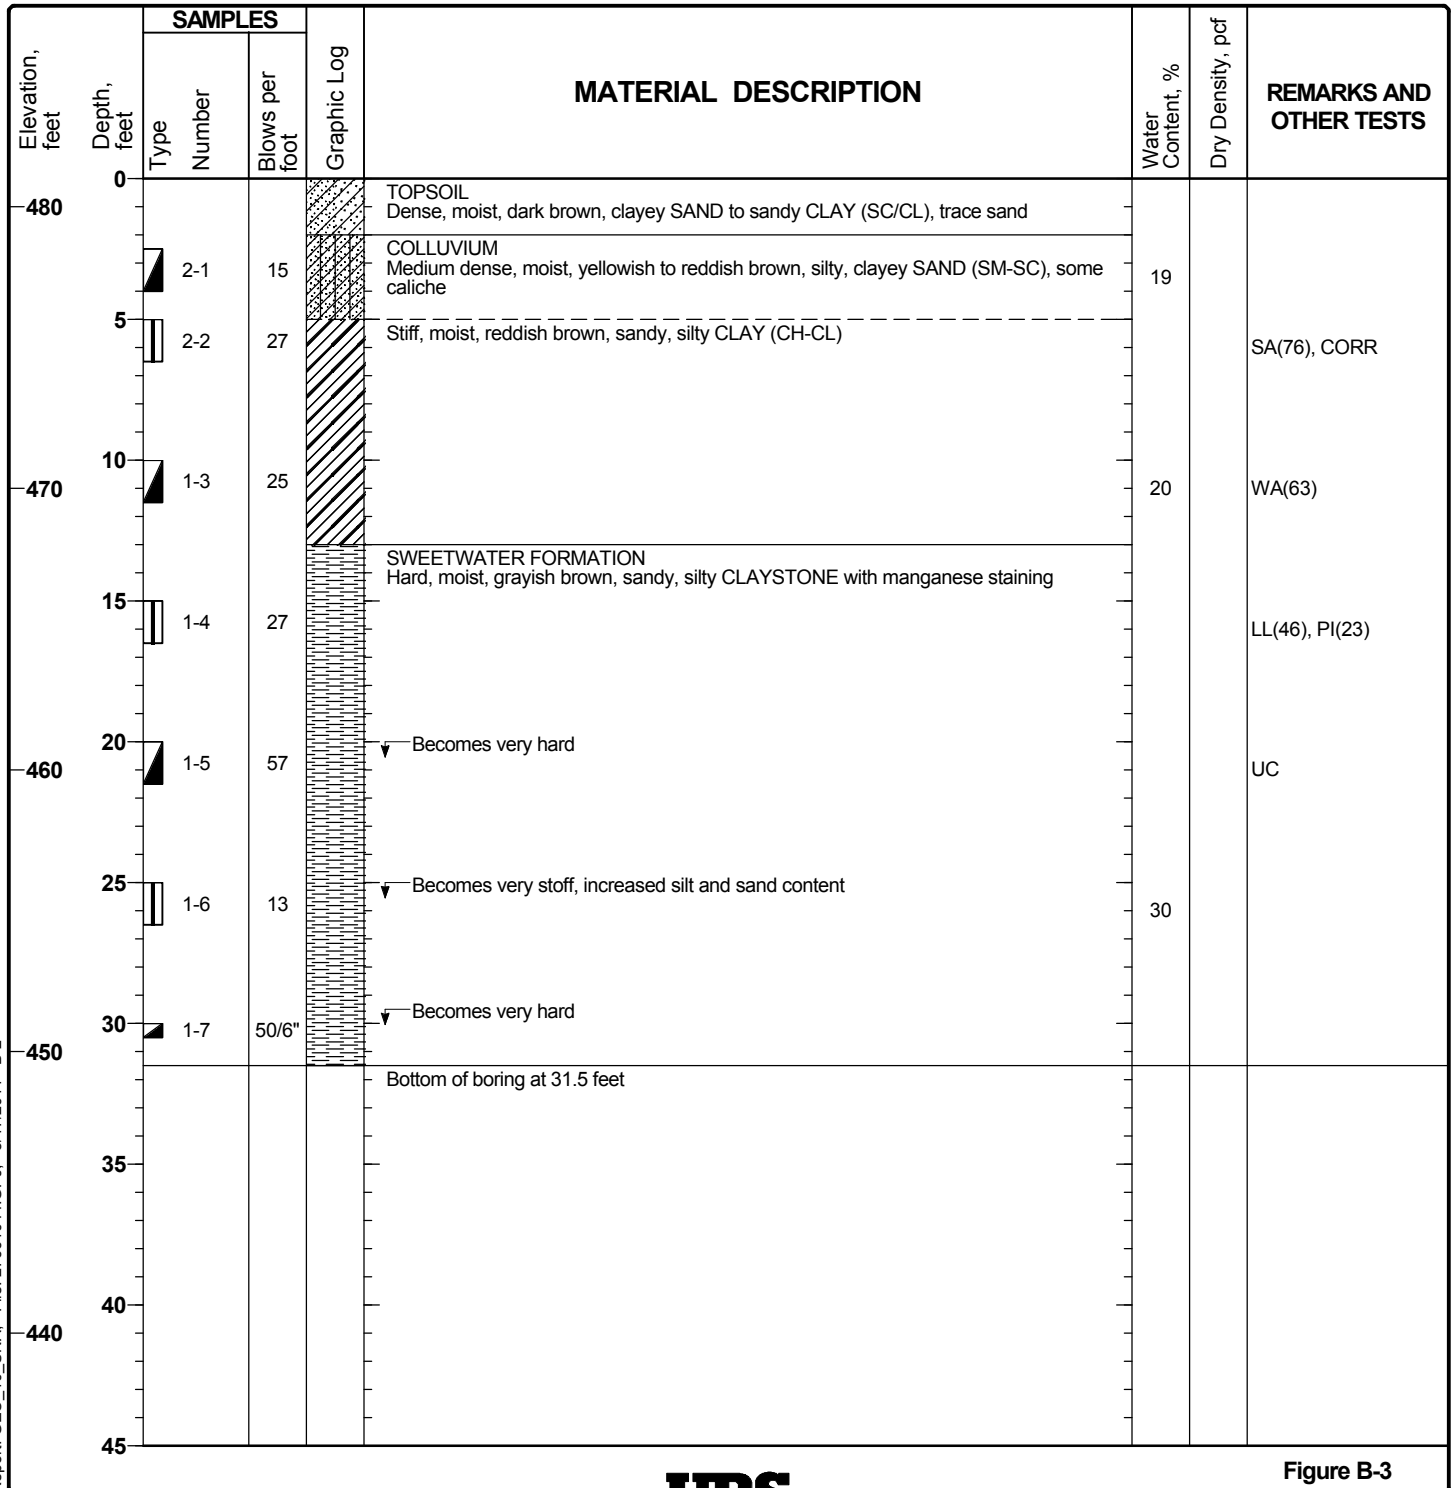 SAMPLES
Elevation, feet
Depth, feet
Type
Number
Blows per foot
Graphic Log
MATERIAL DESCRIPTION
Water Content, %
Dry Density, pcf
REMARKS AND
OTHER TESTS
0
TOPSOIL
480
Dense, moist, dark brown, clayey SAND to sandy CLAY (SC/CL), trace sand
COLLUVIUM
2-1 15 Medium dense, moist, yellowish to reddish brown, silty, clayey SAND (SM-SC), some 19
caliche
5
2-2 27 Stiff, moist, reddish brown, sandy, silty CLAY (CH-CL)
SA(76), CORR
10
1-3 25
470 20 WA(63)
SWEETWATER FORMATION
Hard, moist, grayish brown, sandy, silty CLAYSTONE with manganese staining
15
1-4 27 LL(46), PI(23)
20 Becomes very hard
460 1-5 57 UC
25 Becomes very stoff, increased silt and sand content
1-6 13 30
Becomes very hard
30 1-7 50/6"
450
Bottom of boring at 31.5 feet
35
40
440
45
Figure B-3
URS